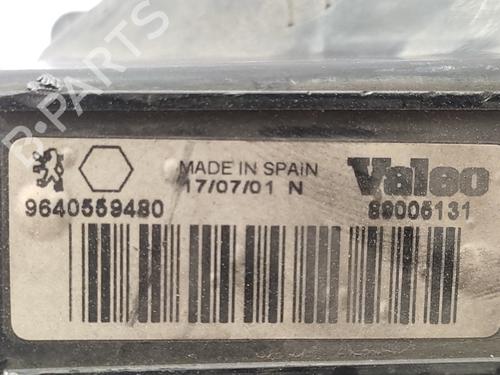 B-PARTS
MADE IN SPAIN
17/07/01 N
Valeo
9640559480
89006131